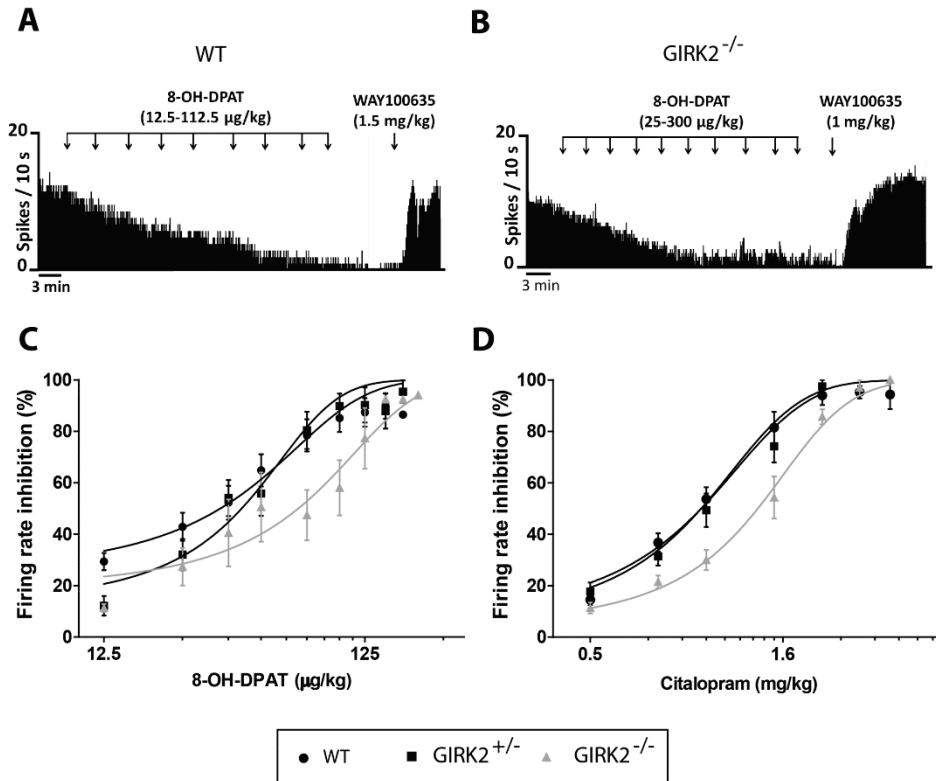 A
WT
8-OH-DPAT
(12.5-112.5 µg/kg)
WAY100635
(1.5 mg/kg)
20
Spikes / 10 s
0
3 min
B
GIRK2-/-
8-OH-DPAT
(25-300 µg/kg)
WAY100635
(1 mg/kg)
20
Spikes / 10 s
0
3 min
C
Firing rate inhibition (%)
100
80
60
40
20
0
12.5
125
8-OH-DPAT (µg/kg)
D
Firing rate inhibition (%)
100
80
60
40
20
0
0.5
1.6
Citalopram (mg/kg)
WT
GIRK2+/-
GIRK2-/-